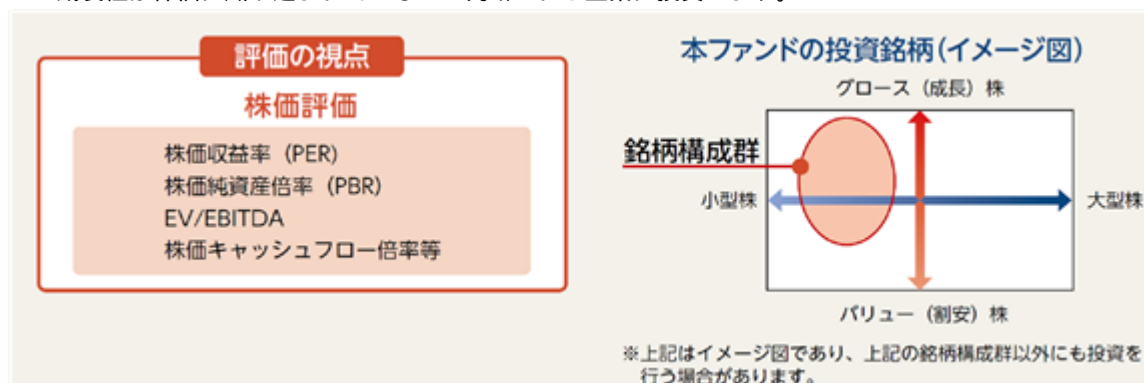 評価の視点
株価評価
株価収益率（PER）
株価純資産倍率（PBR）
EV/EBITDA
株価キャッシュフロー倍率等
本ファンドの投資銘柄（イメージ図）
グロース（成長）株
銘柄構成群
小型株
大型株
バリュー（割安）株
※上記はイメージ図であり、上記の銘柄構成群以外にも投資を
行う場合があります。